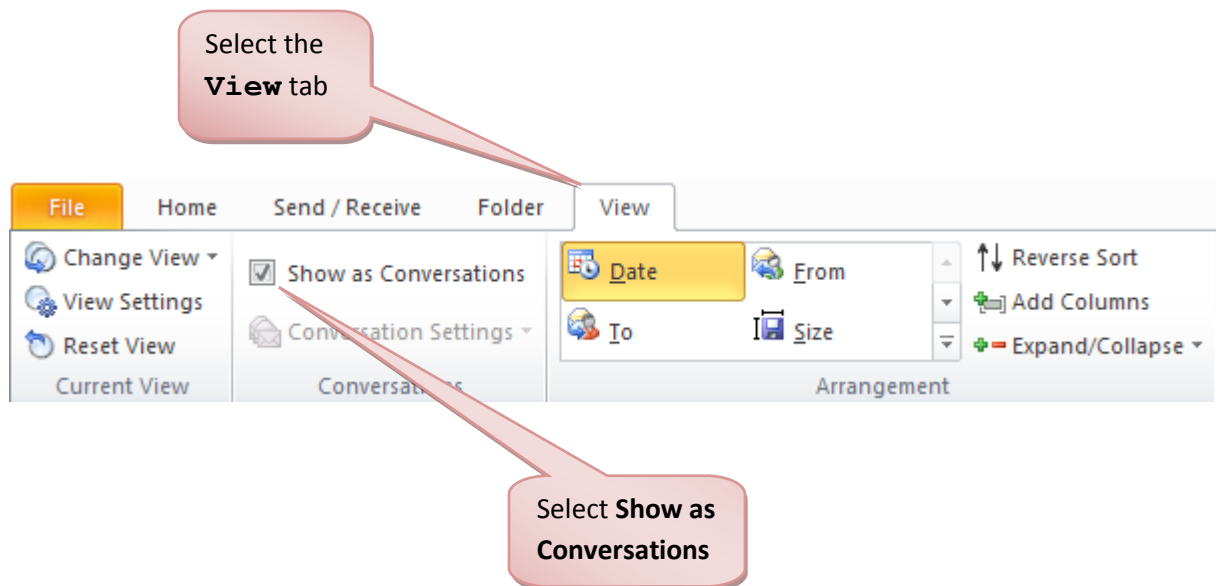 Select the
View tab
File Home Send / Receive Folder View
Change View Show as Conversations Date From Reverse Sort
View Settings Add Columns
Conversation Settings To Size
Reset View Expand/Collapse
Current View Conversations Arrangement
Select Show as
Conversations